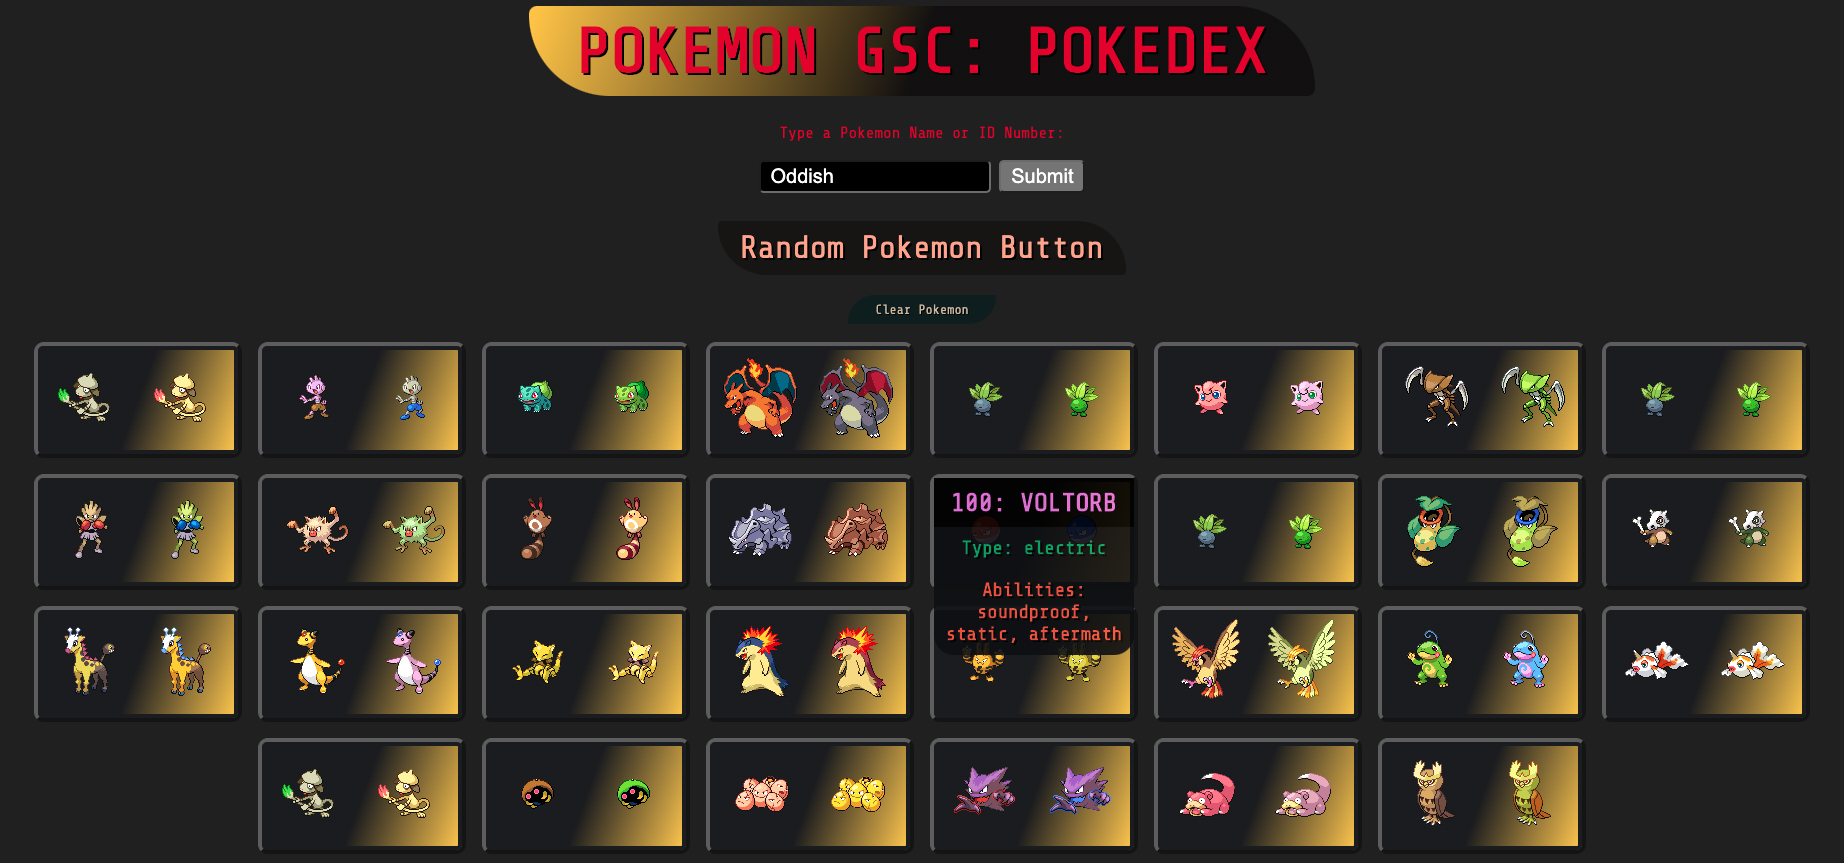 POKEMON GSC: POKEDEX
Type a Pokemon Name or ID Number:
Oddish
Submit
Random Pokemon Button
Clear Pokemon
100: VOLTORB
Type: electric
Abilities:
soundproof,
static, aftermath